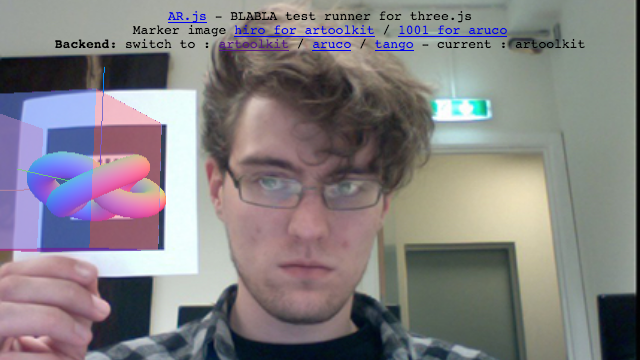 AR.js - BLABLA test runner for three.js
Marker image hiro for artoolkit / 1001 for aruco
Backend: switch to : artoolkit / aruco / tango - current : artoolkit